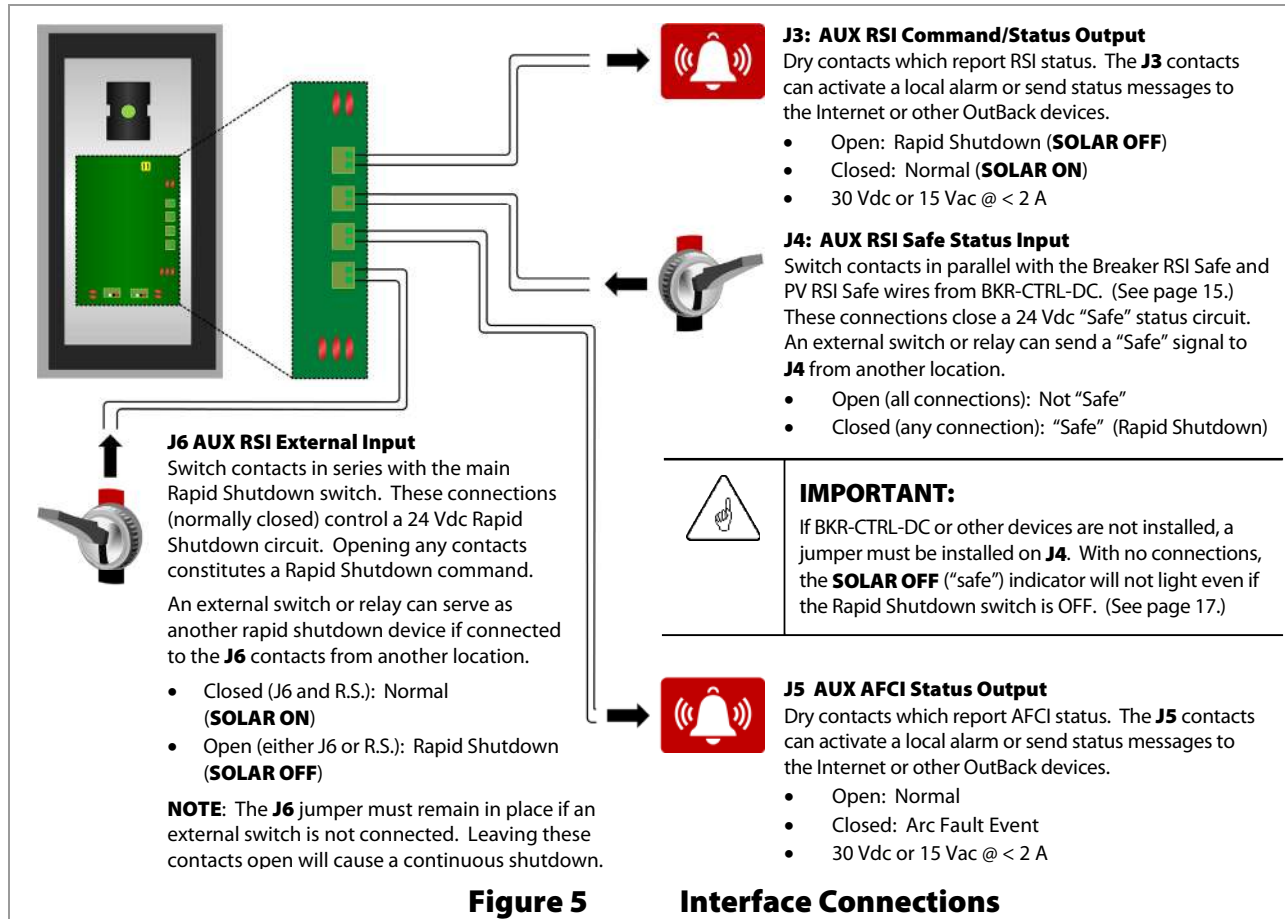 J3: AUX RSI Command/Status Output
Dry contacts which report RSI status. The J3 contacts
can activate a local alarm or send status messages to
the Internet or other OutBack devices.
• Open: Rapid Shutdown (SOLAR OFF)
• Closed: Normal (SOLAR ON)
• 30 Vdc or 15 Vac @ < 2 A
J4: AUX RSI Safe Status Input
Switch contacts in parallel with the Breaker RSI Safe and
PV RSI Safe wires from BKR-CTRL-DC. (See page 15.)
These connections close a 24 Vdc “Safe” status circuit.
An external switch or relay can send a “Safe” signal to
J4 from another location.
• Open (all connections): Not “Safe”
• Closed (any connection): “Safe” (Rapid Shutdown)
IMPORTANT:
If BKR-CTRL-DC or other devices are not installed, a
jumper must be installed on J4. With no connections,
the SOLAR OFF (“safe”) indicator will not light even if
the Rapid Shutdown switch is OFF. (See page 17.)
J6 AUX RSI External Input
Switch contacts in series with the main
Rapid Shutdown switch. These connections
(normally closed) control a 24 Vdc Rapid
Shutdown circuit. Opening any contacts
constitutes a Rapid Shutdown command.
An external switch or relay can serve as
another rapid shutdown device if connected
to the J6 contacts from another location.
• Closed (J6 and R.S.): Normal
(SOLAR ON)
• Open (either J6 or R.S.): Rapid Shutdown
(SOLAR OFF)
NOTE: The J6 jumper must remain in place if an
external switch is not connected. Leaving these
contacts open will cause a continuous shutdown.
J5 AUX AFCI Status Output
Dry contacts which report AFCI status. The J5 contacts
can activate a local alarm or send status messages to
the Internet or other OutBack devices.
• Open: Normal
• Closed: Arc Fault Event
• 30 Vdc or 15 Vac @ < 2 A
Figure 5 Interface Connections